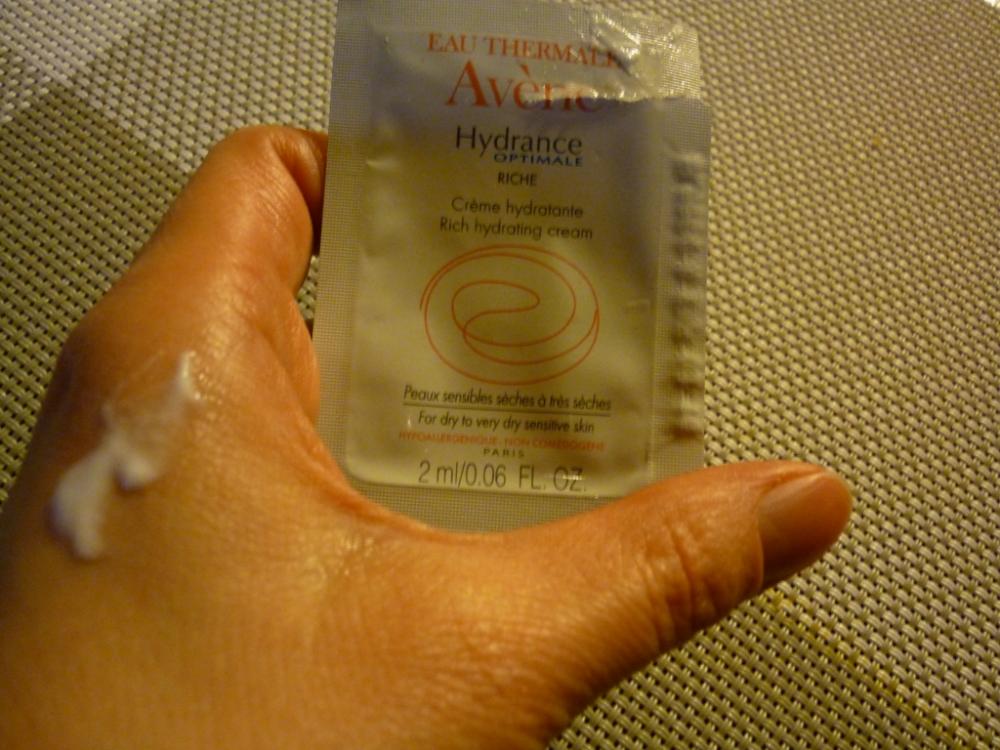 EAU THERMALE
Avène
Hydrance
OPTIMALE
RICHE
Crème hydratante
Rich hydrating cream
Peaux sensibles sèches à très sèches
For dry to very dry sensitive skin
HYPOALLERGÉNIQUE - NON COMÉDOGÈNE
PARIS
2 ml/0.06 FL. OZ.